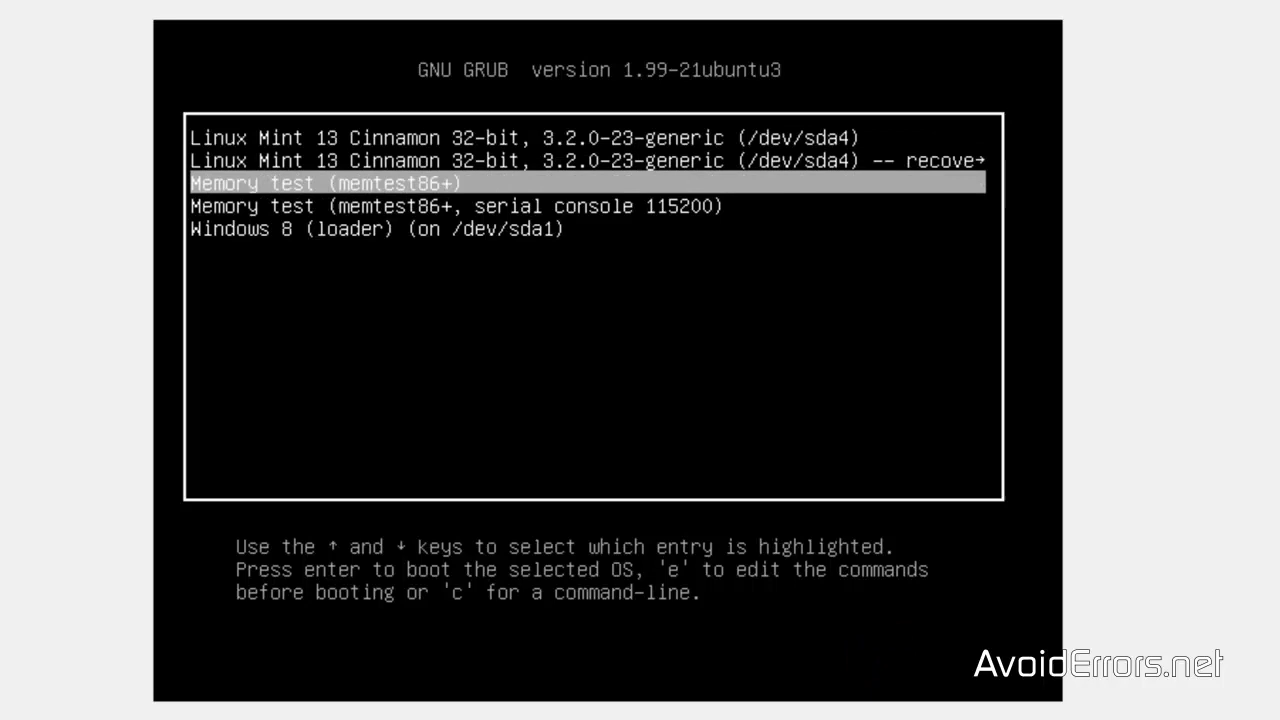 GNU GRUB  version 1.99-21ubuntu3
Linux Mint 13 Cinnamon 32-bit, 3.2.0-23-generic (/dev/sda4)
Linux Mint 13 Cinnamon 32-bit, 3.2.0-23-generic (/dev/sda4) -- recove→
Memory test (memtest86+)
Memory test (memtest86+, serial console 115200)
Windows 8 (loader) (on /dev/sda1)
Use the ↑ and ↓ keys to select which entry is highlighted.
Press enter to boot the selected OS, 'e' to edit the commands
before booting or 'c' for a command-line.
AvoidErrors.net